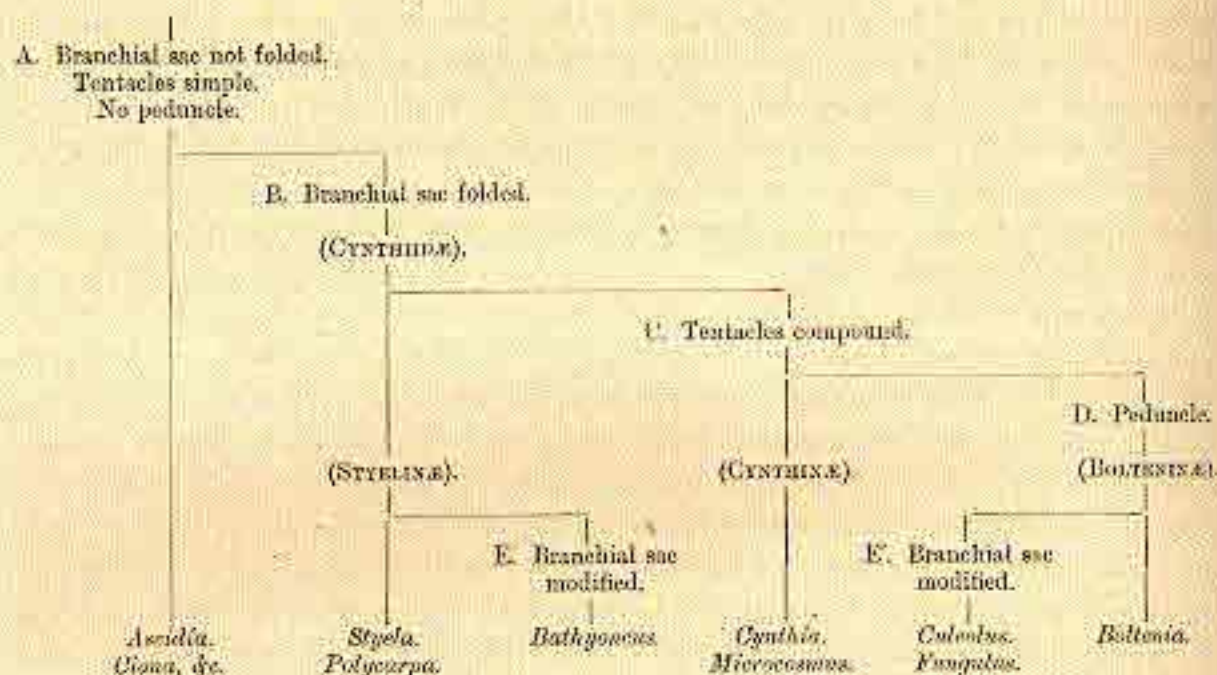 A. Branchial sac not folded.
Tentacles simple.
No peduncle.
B. Branchial sac folded.
(CYNTHIIDÆ).
C. Tentacles compound.
D. Peduncle.
(STYELINÆ).
(CYNTHINÆ)
(BOLTENINÆ).
E. Branchial sac
modified.
E'. Branchial sac
modified.
Ascidia.
Ciona, &c.
Styela.
Polycarpa.
Bathyoncus.
Cynthia.
Microcosmus.
Culeolus.
Fungulus.
Boltenia.